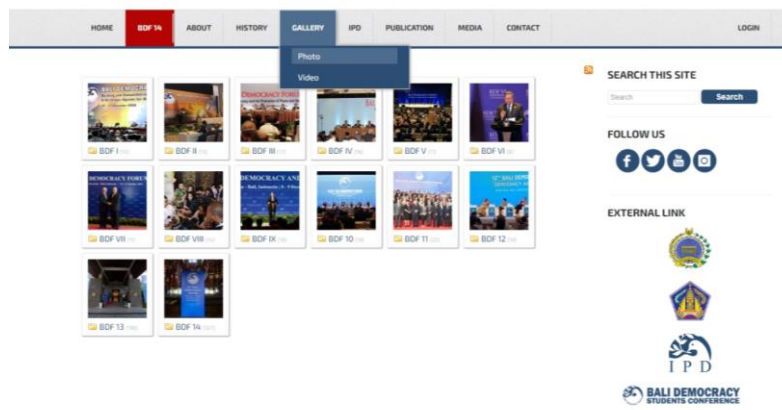 HOME BDF 14 ABOUT HISTORY GALLERY IPD PUBLICATION MEDIA CONTACT LOGIN
Photo
Video
BDF I
BDF II
BDF III
BDF IV
BDF V
BDF VI
BDF VII
BDF VIII
BDF IX
BDF 10
BDF 11
BDF 12
BDF 13
BDF 14
SEARCH THIS SITE
Search Search
FOLLOW US
EXTERNAL LINK
I P D
BALI DEMOCRACY
STUDENTS CONFERENCE